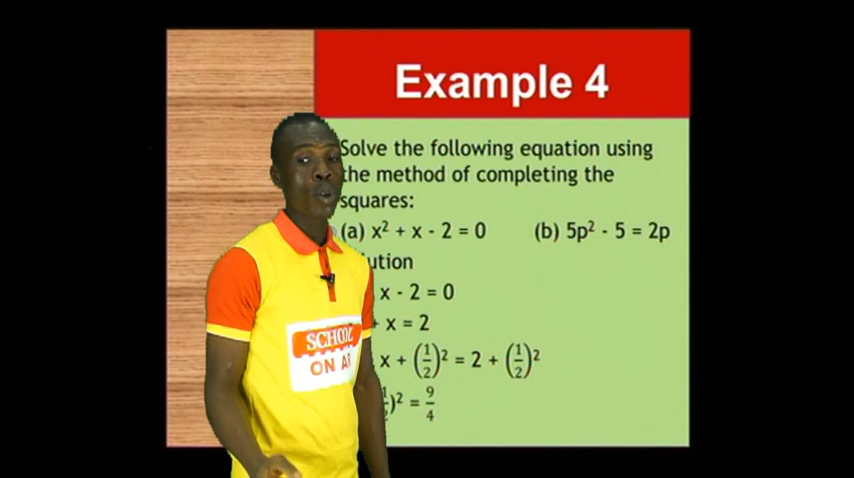 Example 4
Solve the following equation using
the method of completing the
squares:
(a) x² + x - 2 = 0 (b) 5p² - 5 = 2p
x - 2 = 0
+ x = 2
x + (1/2)² = 2 + (1/2)²
)² = 9/4
SCHOOL
ON AI